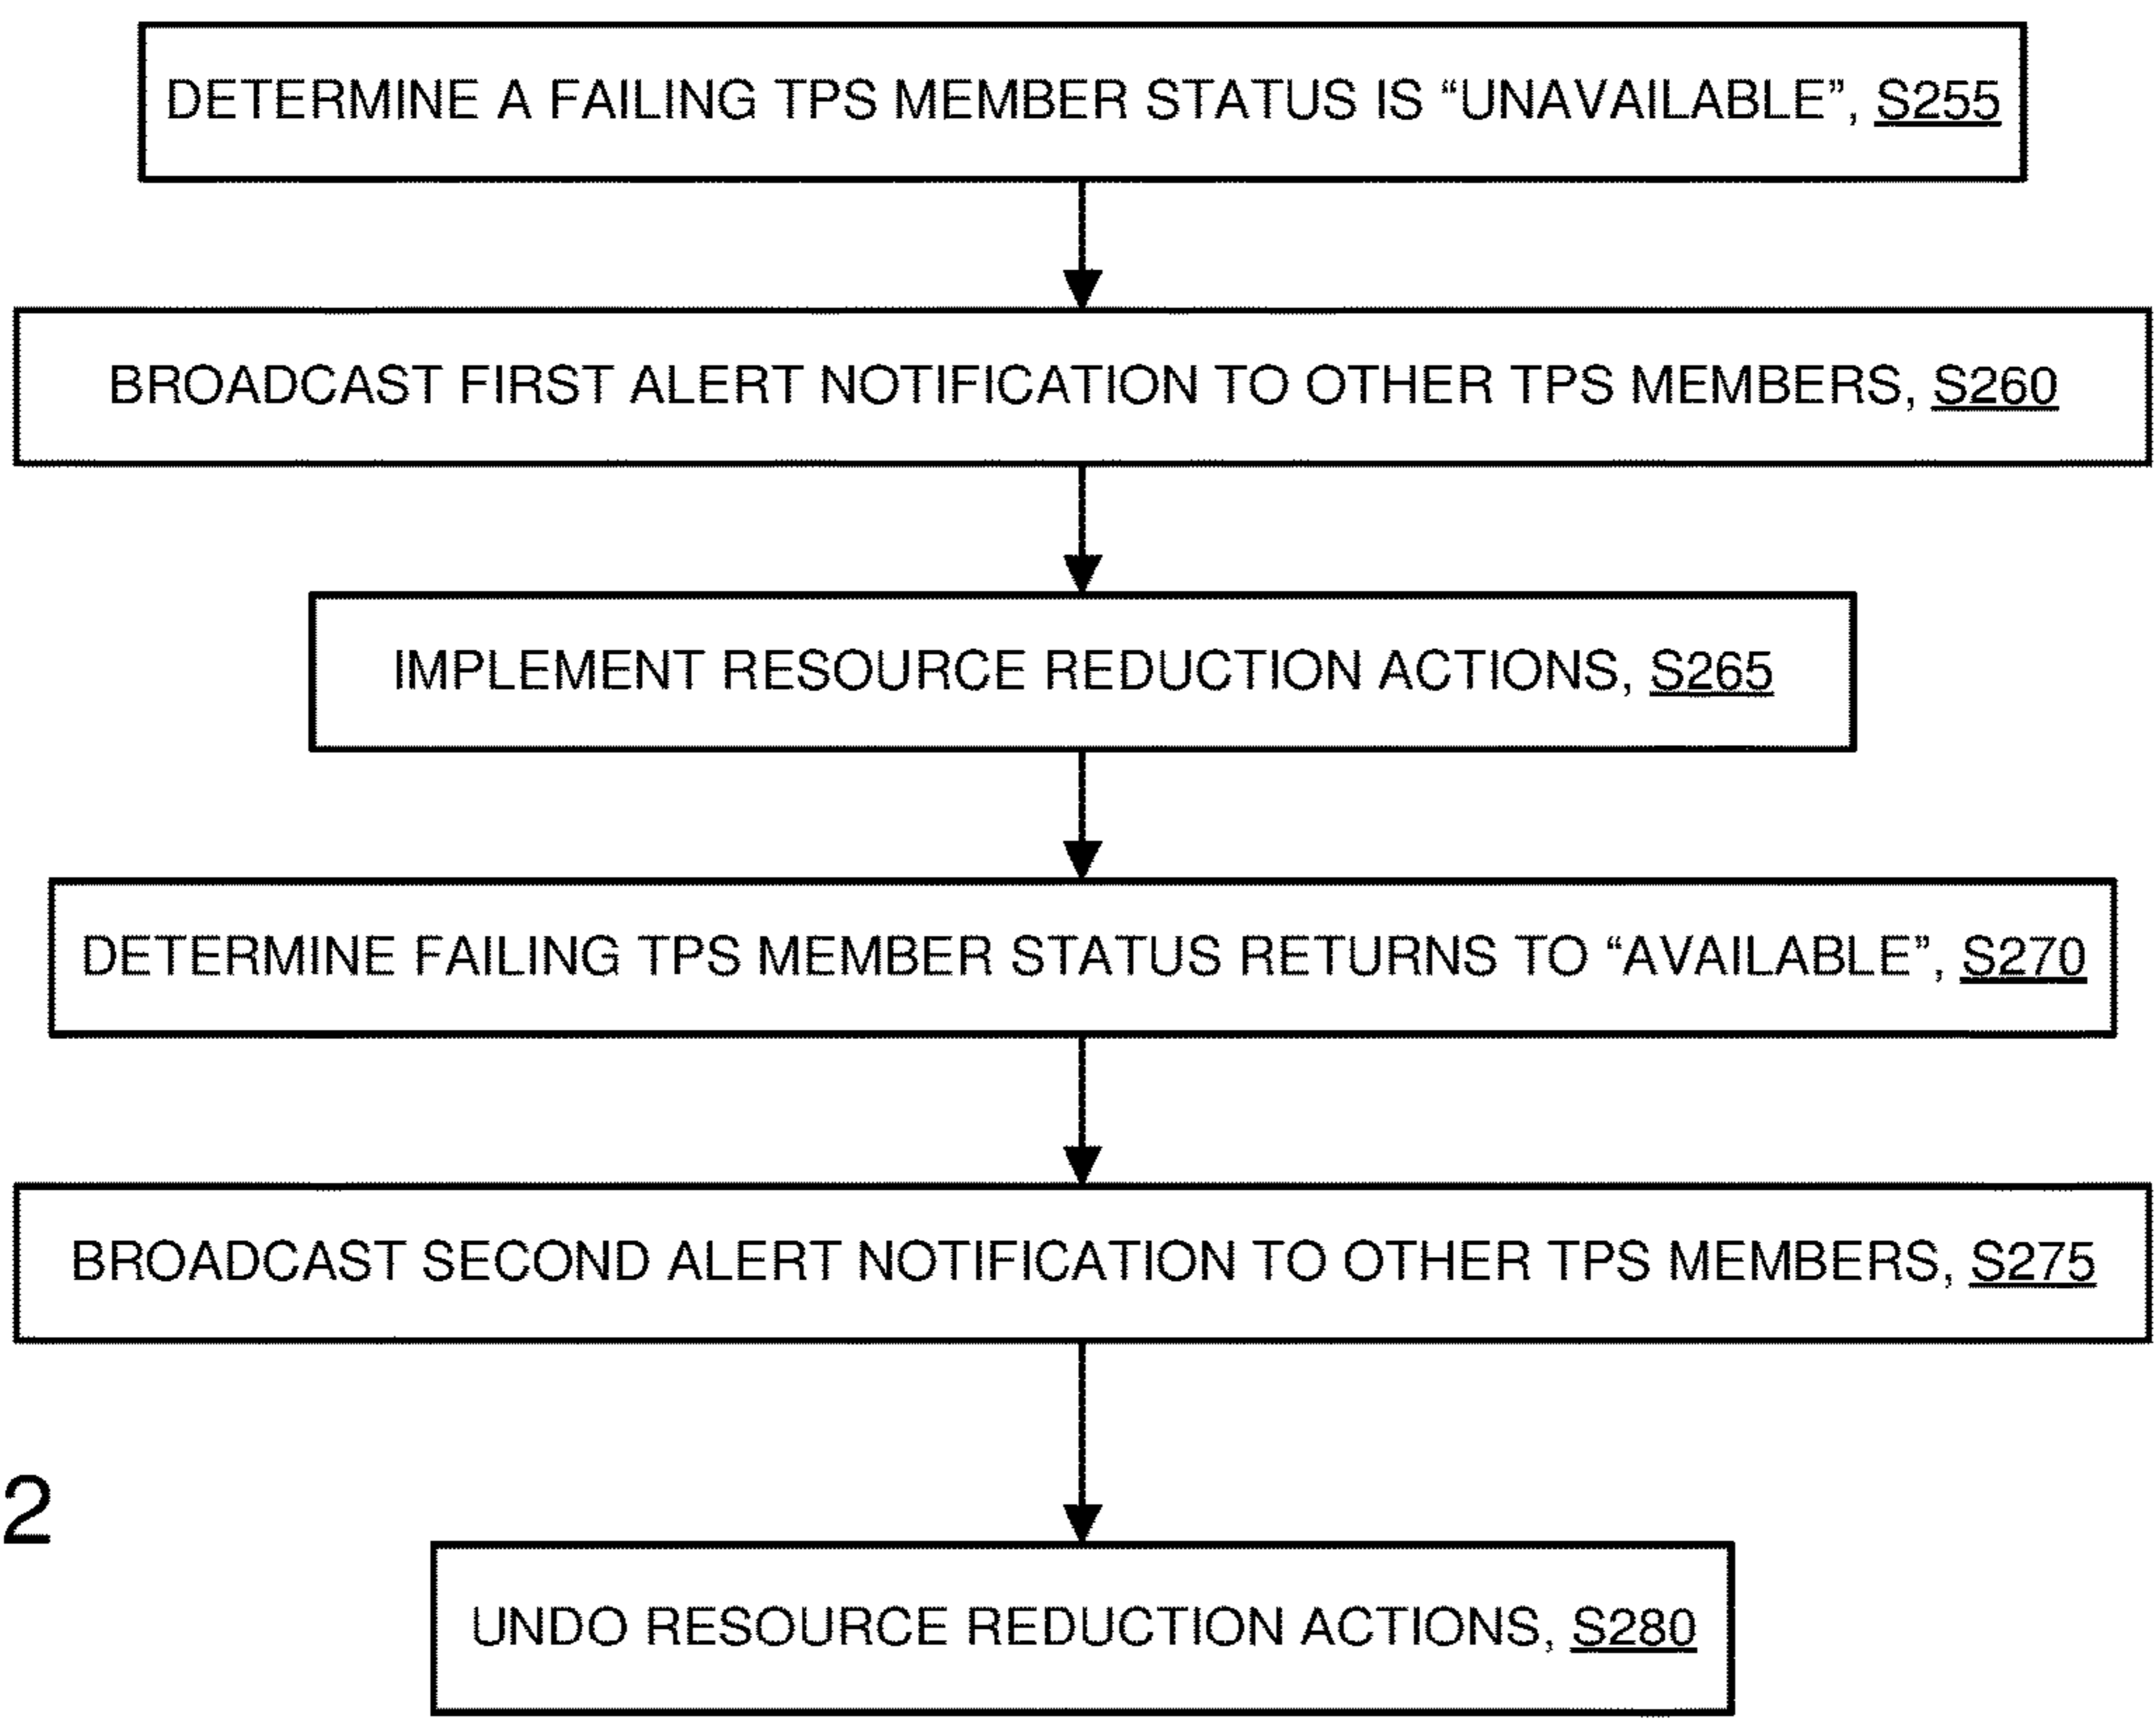 DETERMINE A FAILING TPS MEMBER STATUS IS “UNAVAILABLE”, S255
BROADCAST FIRST ALERT NOTIFICATION TO OTHER TPS MEMBERS, S260
IMPLEMENT RESOURCE REDUCTION ACTIONS, S265
DETERMINE FAILING TPS MEMBER STATUS RETURNS TO “AVAILABLE”, S270
BROADCAST SECOND ALERT NOTIFICATION TO OTHER TPS MEMBERS, S275
2
UNDO RESOURCE REDUCTION ACTIONS, S280